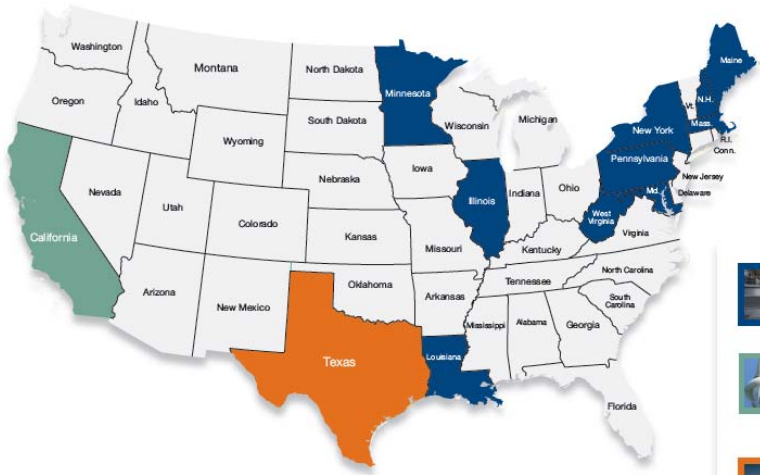 Washington
Montana
North Dakota
Minnesota
Maine
Oregon
Idaho
South Dakota
Wisconsin
Michigan
Vt.
N.H.
Mass.
New York
R.I.
Conn.
Wyoming
Iowa
Pennsylvania
New Jersey
Nevada
Utah
Colorado
Nebraska
Illinois
Indiana
Ohio
Md.
Delaware
West
Virginia
Virginia
California
Kansas
Missouri
Kentucky
Arizona
New Mexico
Oklahoma
Arkansas
Tennessee
North Carolina
South
Carolina
Texas
Louisiana
Mississippi
Alabama
Georgia
Florida